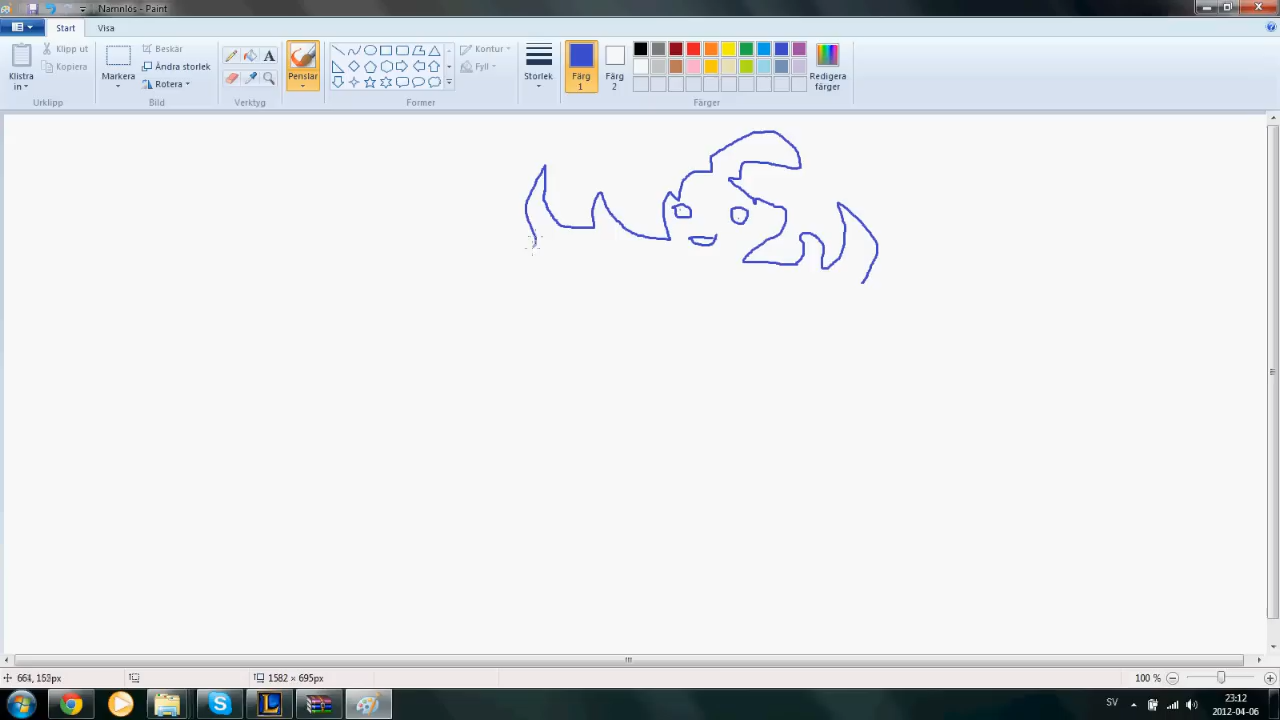 Namnlös - Paint
Start Visa
Klistra in
Klipp ut
Kopiera
Urklipp
Markera
Beskär
Ändra storlek
Rotera
Bild
A
Verktyg
Penslar
Former
Kontur
Fyll
Storlek
Färg 1
Färg 2
Redigera färger
Färger
664, 153px
1582 × 695px
100 %
SV
23:12
2012-04-06